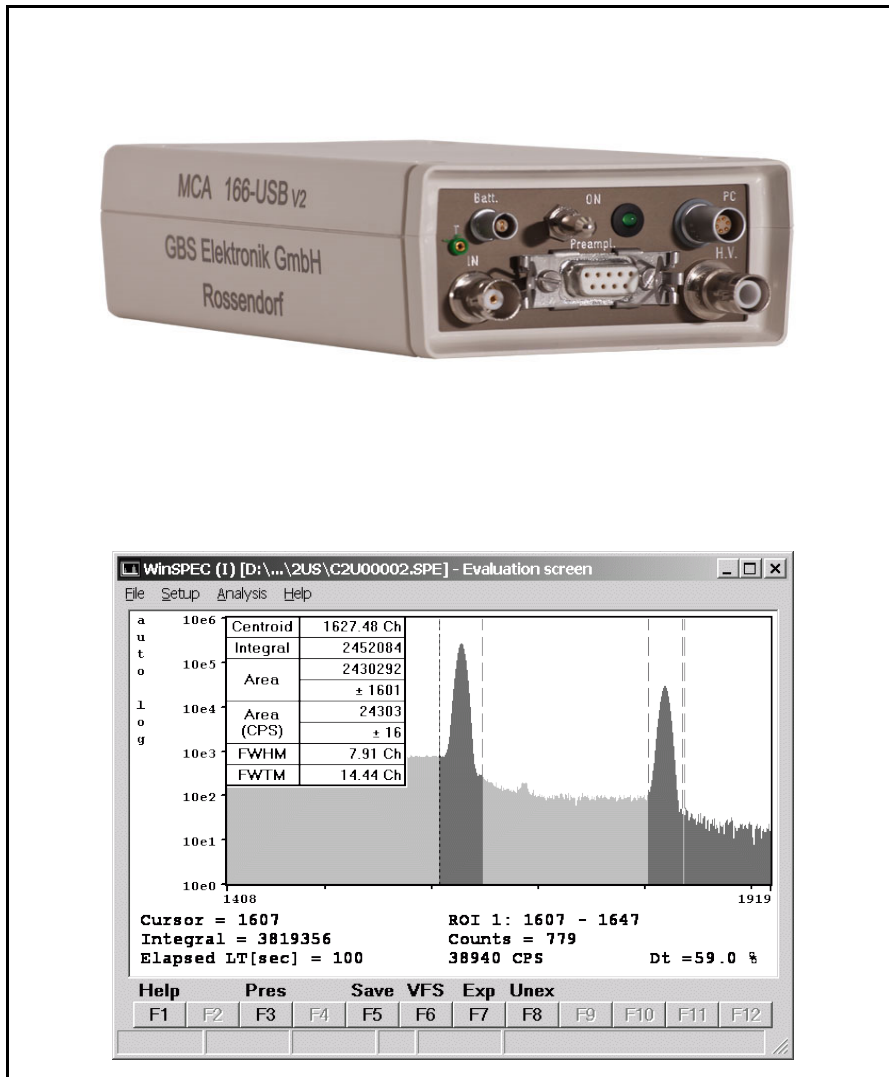 MCA 166-USB V2
GBS Elektronik GmbH
Rossendorf
Batt.
ON
PC
T
IN
Preampl.
H.V.
WinSPEC (I) [D:\...\2US\C2U00002.SPE] - Evaluation screen
File Setup Analysis Help
auto log
10e6
10e5
10e4
10e3
10e2
10e1
10e0
Centroid 1627.48 Ch
Integral 2452084
Area 2430292
± 1601
Area (CPS) 24303
± 16
FWHM 7.91 Ch
FWTM 14.44 Ch
1408 1919
Cursor = 1607 ROI 1: 1607 - 1647
Integral = 3819356 Counts = 779
Elapsed LT[sec] = 100 38940 CPS Dt =59.0 %
Help Pres Save VFS Exp Unex
F1 F2 F3 F4 F5 F6 F7 F8 F9 F10 F11 F12